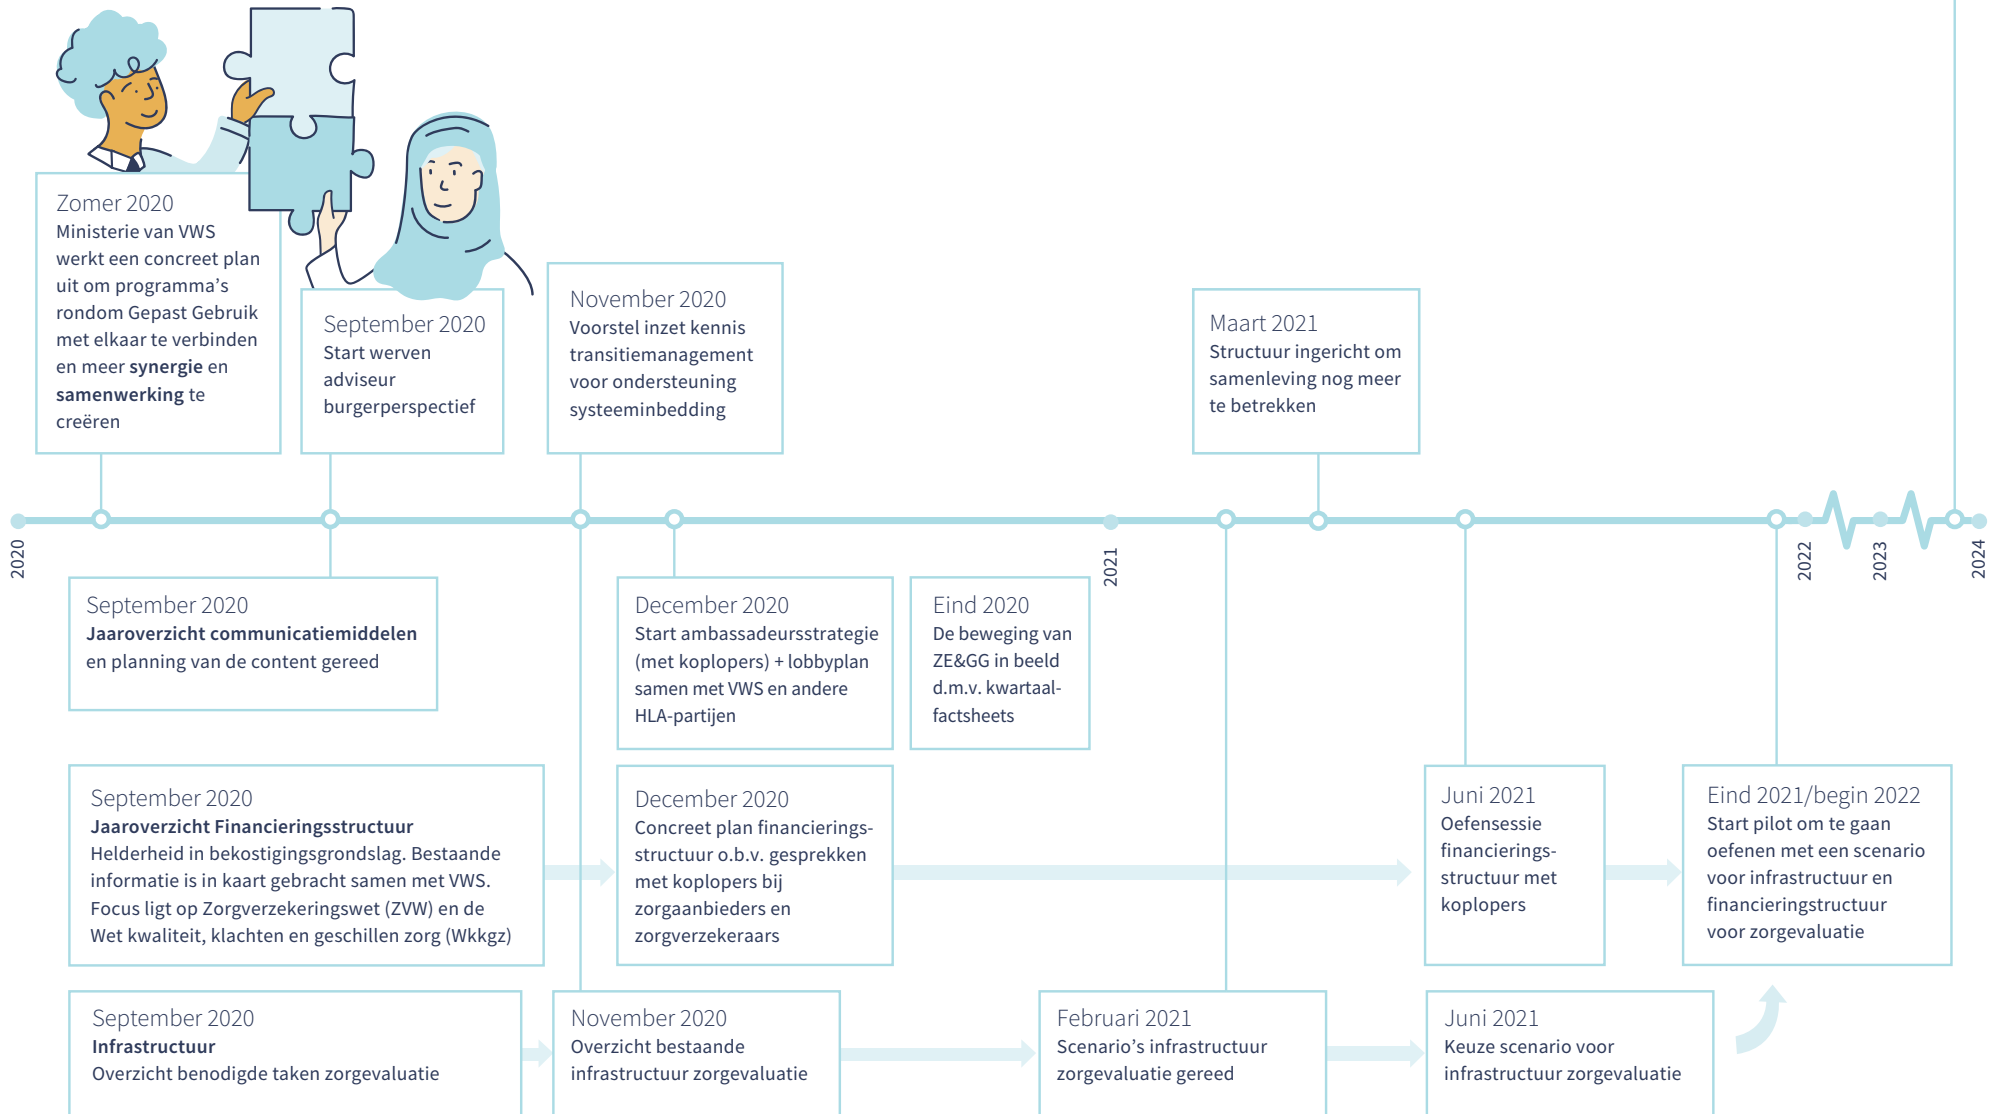 Zomer 2020
Ministerie van VWS
werkt een concreet plan
uit om programma’s
rondom Gepast Gebruik
met elkaar te verbinden
en meer synergie en
samenwerking te
creëren
September 2020
Start werven
adviseur
burgerperspectief
November 2020
Voorstel inzet kennis
transitiemanagement
voor ondersteuning
systeeminbedding
Maart 2021
Structuur ingericht om
samenleving nog meer
te betrekken
2020
2021
2022
2023
2024
September 2020
Jaaroverzicht communicatiemiddelen
en planning van de content gereed
December 2020
Start ambassadeursstrategie
(met koplopers) + lobbyplan
samen met VWS en andere
HLA-partijen
Eind 2020
De beweging van
ZE&GG in beeld
d.m.v. kwartaal-
factsheets
September 2020
Jaaroverzicht Financieringsstructuur
Helderheid in bekostigingsgrondslag. Bestaande
informatie is in kaart gebracht samen met VWS.
Focus ligt op Zorgverzekeringswet (ZVW) en de
Wet kwaliteit, klachten en geschillen zorg (Wkkgz)
December 2020
Concreet plan financierings-
structuur o.b.v. gesprekken
met koplopers bij
zorgaanbieders en
zorgverzekeraars
Juni 2021
Oefensessie
financierings-
structuur met
koplopers
Eind 2021/begin 2022
Start pilot om te gaan
oefenen met een scenario
voor infrastructuur en
financieringstructuur
voor zorgevaluatie
September 2020
Infrastructuur
Overzicht benodigde taken zorgevaluatie
November 2020
Overzicht bestaande
infrastructuur zorgevaluatie
Februari 2021
Scenario’s infrastructuur
zorgevaluatie gereed
Juni 2021
Keuze scenario voor
infrastructuur zorgevaluatie